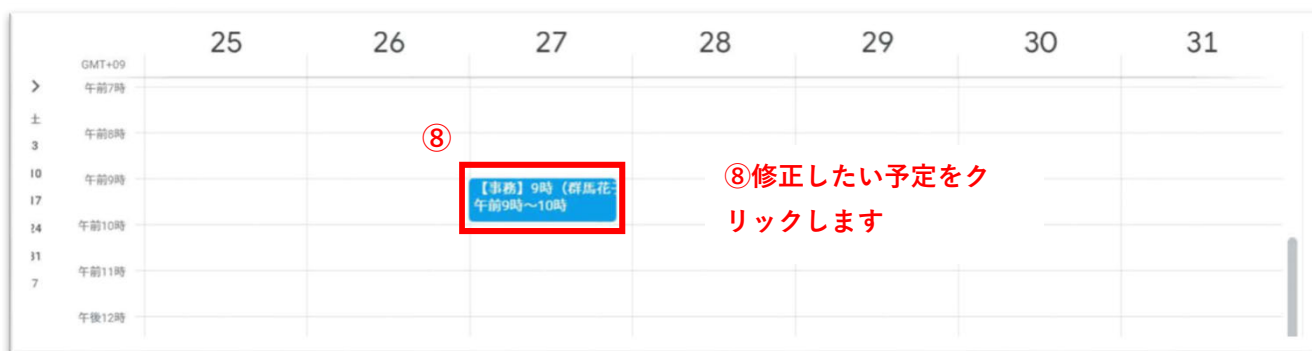 25 26 27 28 29 30 31
GMT+09
>
午前7時
土
午前8時
3
⑧
10
午前9時
【事務】9時（群馬花子
午前9時～10時
⑧修正したい予定をク
リックします
17
24
午前10時
31
午前11時
7
午後12時